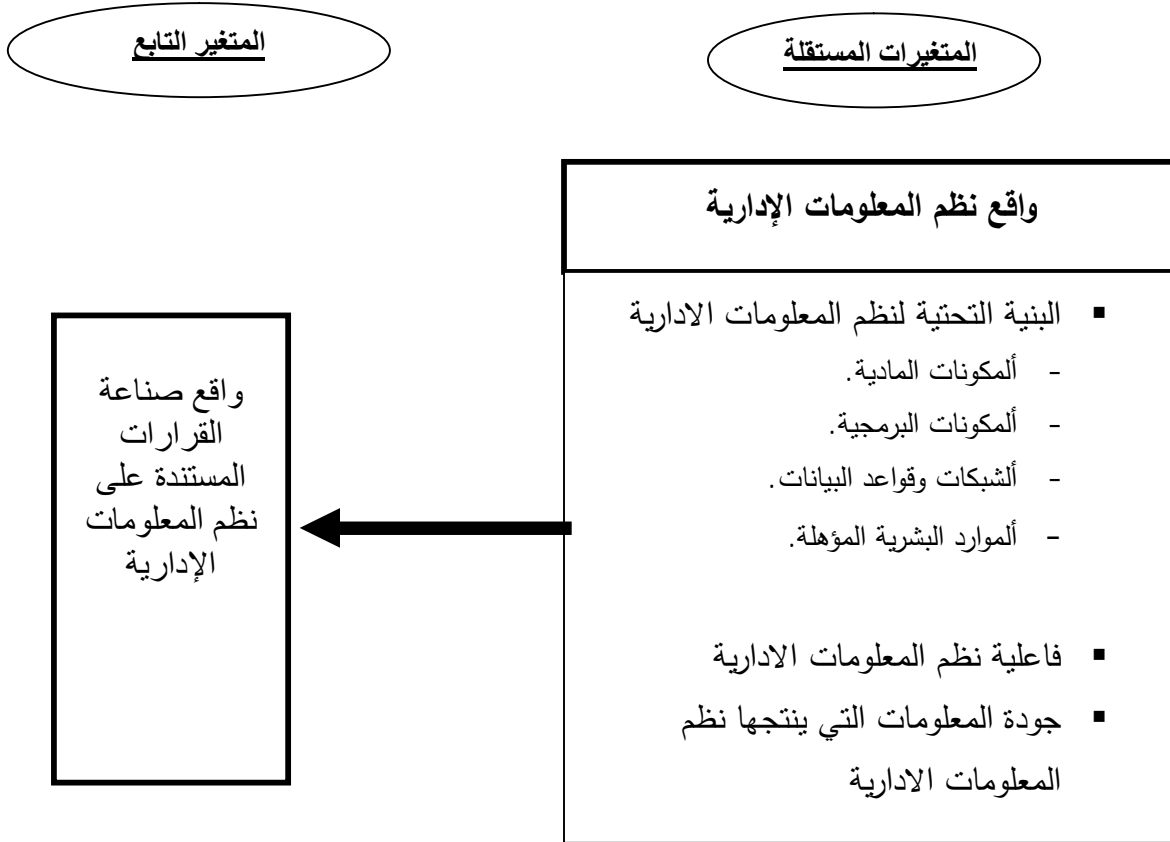 المتغيرات المستقلة
المتغير التابع
واقع نظم المعلومات الإدارية
▪ البنية التحتية لنظم المعلومات الادارية
- ألمكونات المادية.
- ألمكونات البرمجية.
- ألشبكات وقواعد البيانات.
- ألموارد البشرية المؤهلة.
▪ فاعلية نظم المعلومات الادارية
▪ جودة المعلومات التي ينتجها نظم
المعلومات الادارية
واقع صناعة
القرارات
المستندة على
نظم المعلومات
الإدارية